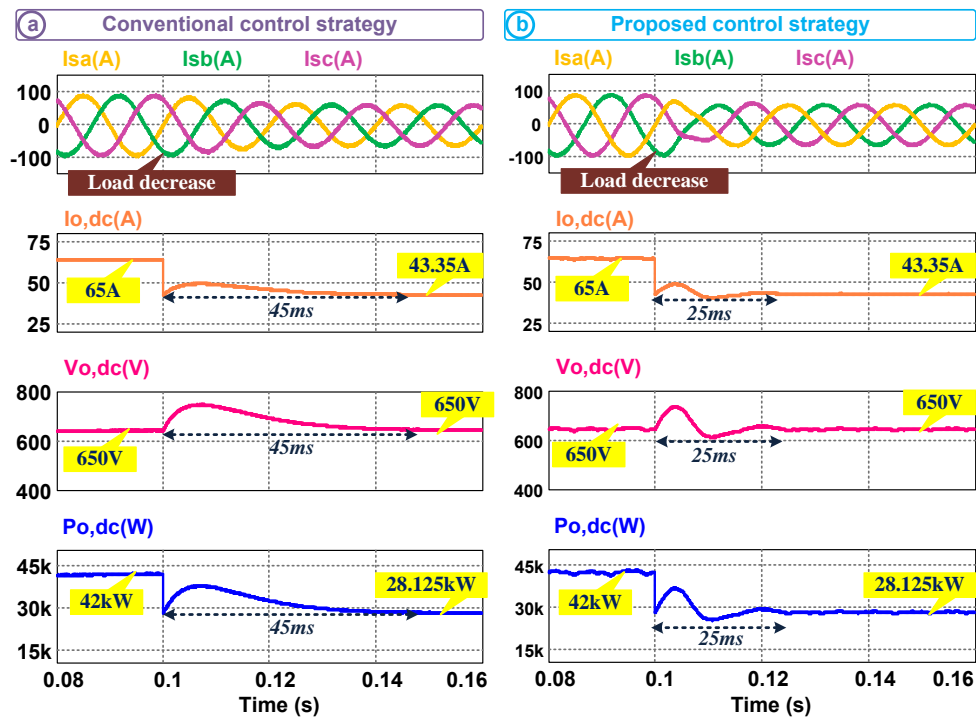 a Conventional control strategy
Isa(A) Isb(A) Isc(A)
100
0
-100
Load decrease
Io,dc(A)
75
50
25
65A
43.35A
45ms
Vo,dc(V)
800
600
400
650V
650V
45ms
Po,dc(W)
45k
30k
15k
42kW
28.125kW
45ms
0.08 0.1 0.12 0.14 0.16
Time (s)
b Proposed control strategy
Isa(A) Isb(A) Isc(A)
100
0
-100
Load decrease
Io,dc(A)
75
50
25
65A
43.35A
25ms
Vo,dc(V)
800
600
400
650V
650V
25ms
Po,dc(W)
45k
30k
15k
42kW
28.125kW
25ms
0.08 0.1 0.12 0.14 0.16
Time (s)